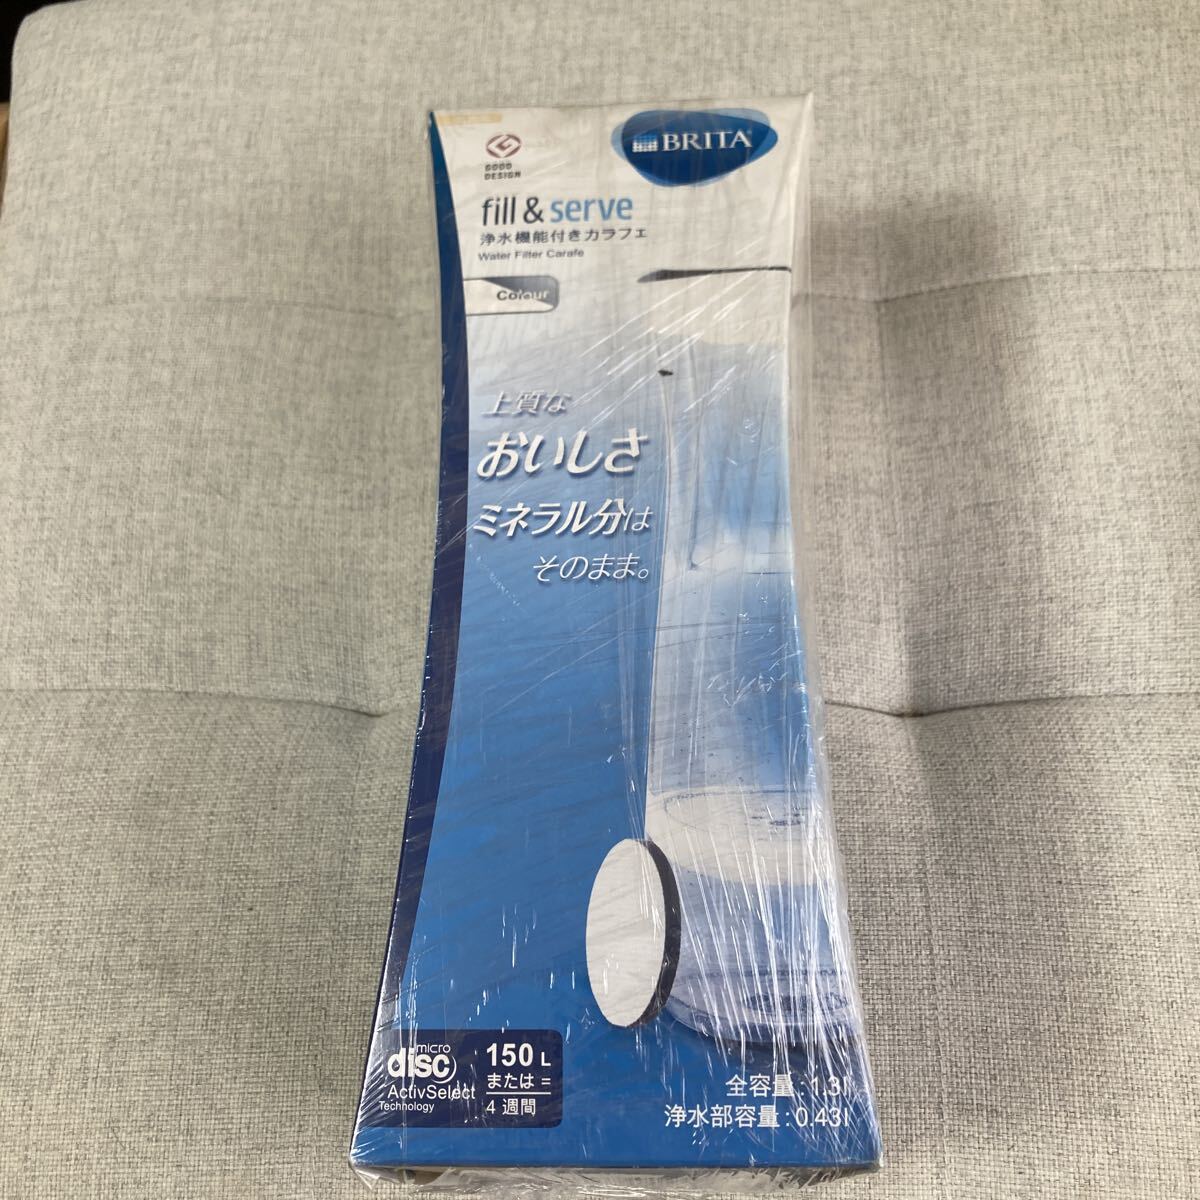 BRITA
GOOD
DESIGN
fill & serve
浄水機能付きカラフェ
Water Filter Carafe
Colour
上質な
おいしさ
ミネラル分は
そのまま。
micro
disc
ActivSelect
Technology
150 L
または =
4 週間
全容量 : 1.3l
浄水部容量 : 0.43l